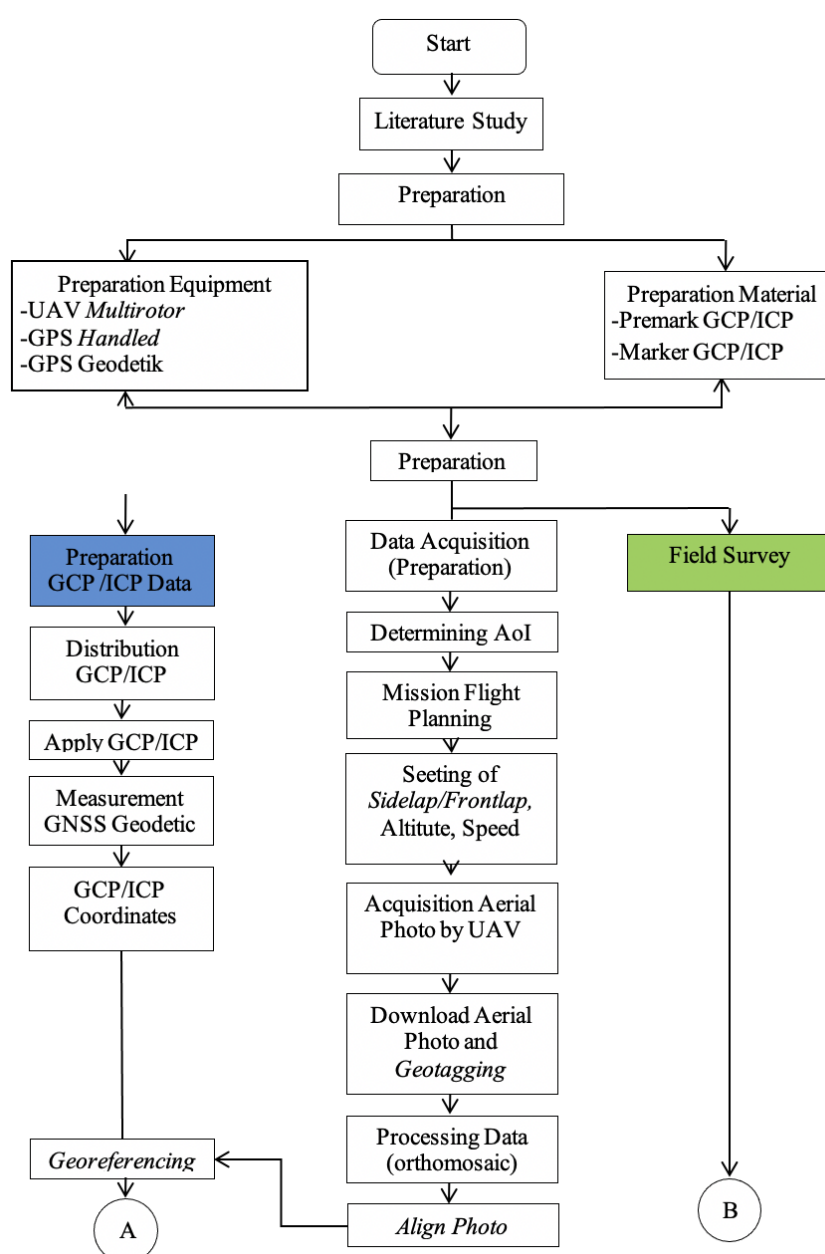 Start
Literature Study
Preparation
Preparation Equipment
-UAV Multirotor
-GPS Handled
-GPS Geodetik
Preparation Material
-Premark GCP/ICP
-Marker GCP/ICP
Preparation
Preparation
GCP /ICP Data
Distribution
GCP/ICP
Apply GCP/ICP
Measurement
GNSS Geodetic
GCP/ICP
Coordinates
Georeferencing
A
Data Acquisition
(Preparation)
Determining AoI
Mission Flight
Planning
Seeting of
Sidelap/Frontlap,
Altitute, Speed
Acquisition Aerial
Photo by UAV
Download Aerial
Photo and
Geotagging
Processing Data
(orthomosaic)
Align Photo
Field Survey
B